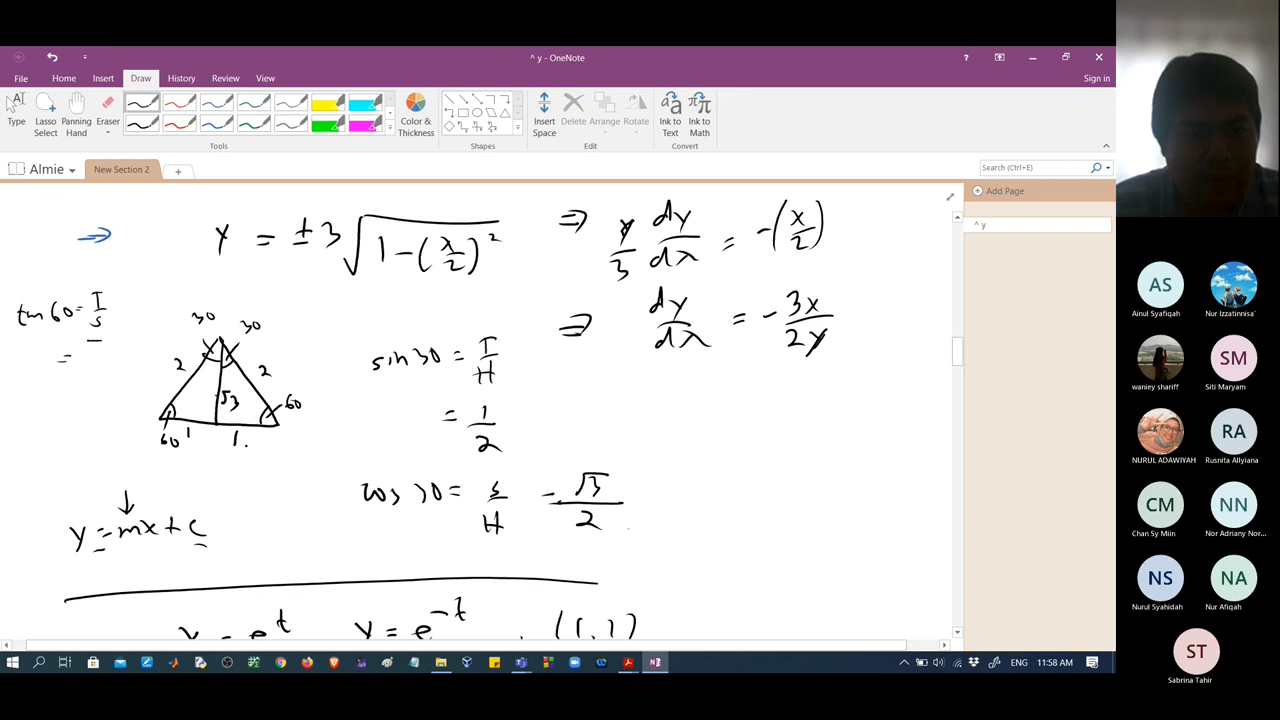 ^ y - OneNote
?
File Home Insert Draw History Review View
Sign in
Type
Lasso Select
Panning Hand
Eraser
Color & Thickness
Insert Space
Delete
Arrange
Rotate
Ink to Text
Ink to Math
Tools
Shapes
Edit
Convert
Almie
New Section 2
+
Search (Ctrl+E)
Add Page
^ y
⇒ y = ±3√(1-(x/2)²)
⇒ y/3 dy/dx = -(x/2)
⇒ dy/dx = -3x/2y
tan 60 = T/S
=
30 30
2 2
√3
60 60
1 1.
sin 30 = T/H
= 1/2
cos 30 = S/H = √3/2
↓
y = mx + c
x = e^t y = e^-t (1,1)
AS
Ainul Syafiqah
Nur Izzatinnisa`
waniey shariff
SM
Siti Maryam
NURUL ADAWIYAH
RA
Rusnita Allyiana
CM
Chan Sy Miin
NN
Nor Adriany Nor...
NS
Nurul Syahidah
NA
Nur Afiqah
ST
Sabrina Tahir
ENG
11:58 AM